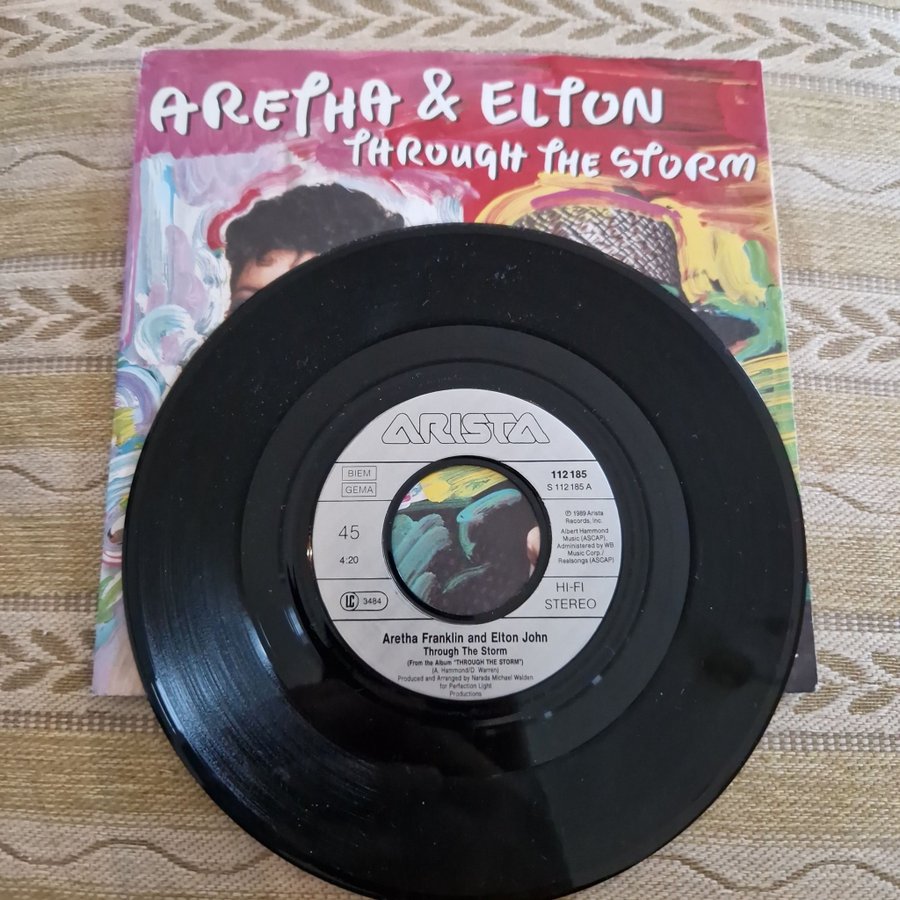 ARETHA & ELTON
THROUGH THE STORM
ARISTA
BIEM
GEMA
112 185
S 112 185 A
45
4:20
℗ 1989 Arista
Records, Inc.
Albert Hammond
Music (ASCAP),
Administered by WB
Music Corp./
Realsongs (ASCAP)
LC 3484
HI-FI
STEREO
Aretha Franklin and Elton John
Through The Storm
(From the Album "THROUGH THE STORM")
(A. Hammond/D. Warren)
Produced and Arranged by Narada Michael Walden
for Perfection Light
Productions